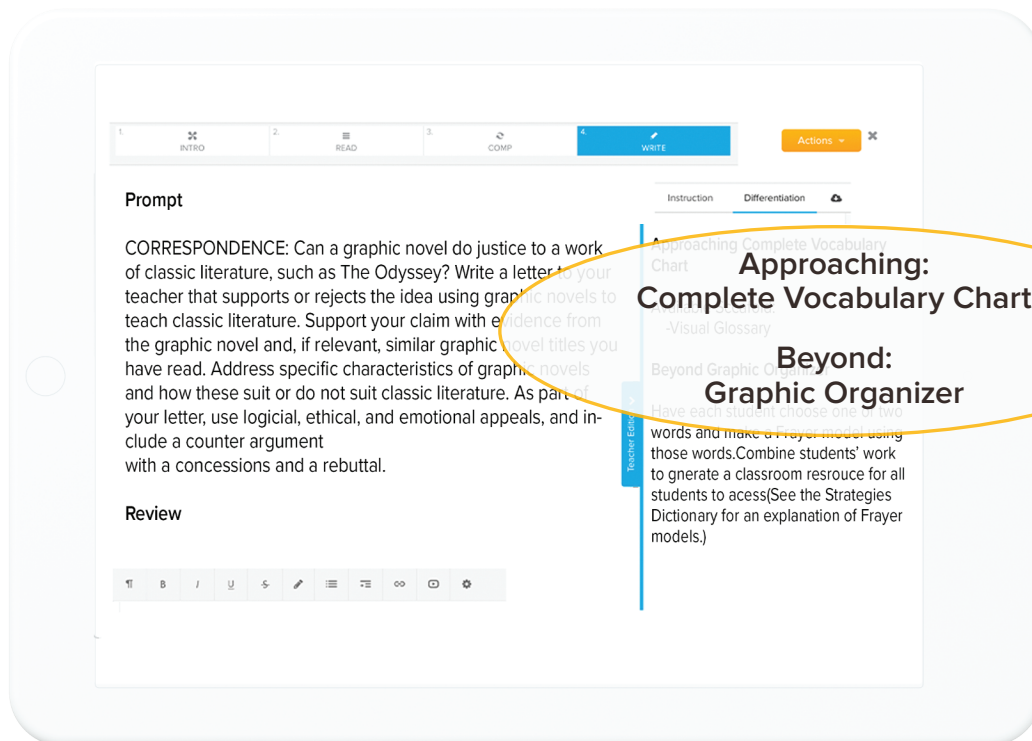 1.
INTRO
2.
READ
3.
COMP
4.
WRITE
Actions
Prompt
CORRESPONDENCE: Can a graphic novel do justice to a work
of classic literature, such as The Odyssey? Write a letter to your
teacher that supports or rejects the idea using graphic novels to
teach classic literature. Support your claim with evidence from
the graphic novel and, if relevant, similar graphic novel titles you
have read. Address specific characteristics of graphic novels
and how these suit or do not suit classic literature. As part of
your letter, use logicial, ethical, and emotional appeals, and in-
clude a counter argument
with a concessions and a rebuttal.
Review
B I U S
Instruction Differentiation
Approaching Complete Vocabulary
Chart
Available
-Visual Glossary
Beyond Graphic Organizer
Have each student choose one or two
words and make a Frayer model using
those words.Combine students' work
to gnerate a classroom resrouce for all
students to acess(See the Strategies
Dictionary for an explanation of Frayer
models.)
Teacher Edition
Approaching:
Complete Vocabulary Chart
Beyond:
Graphic Organizer